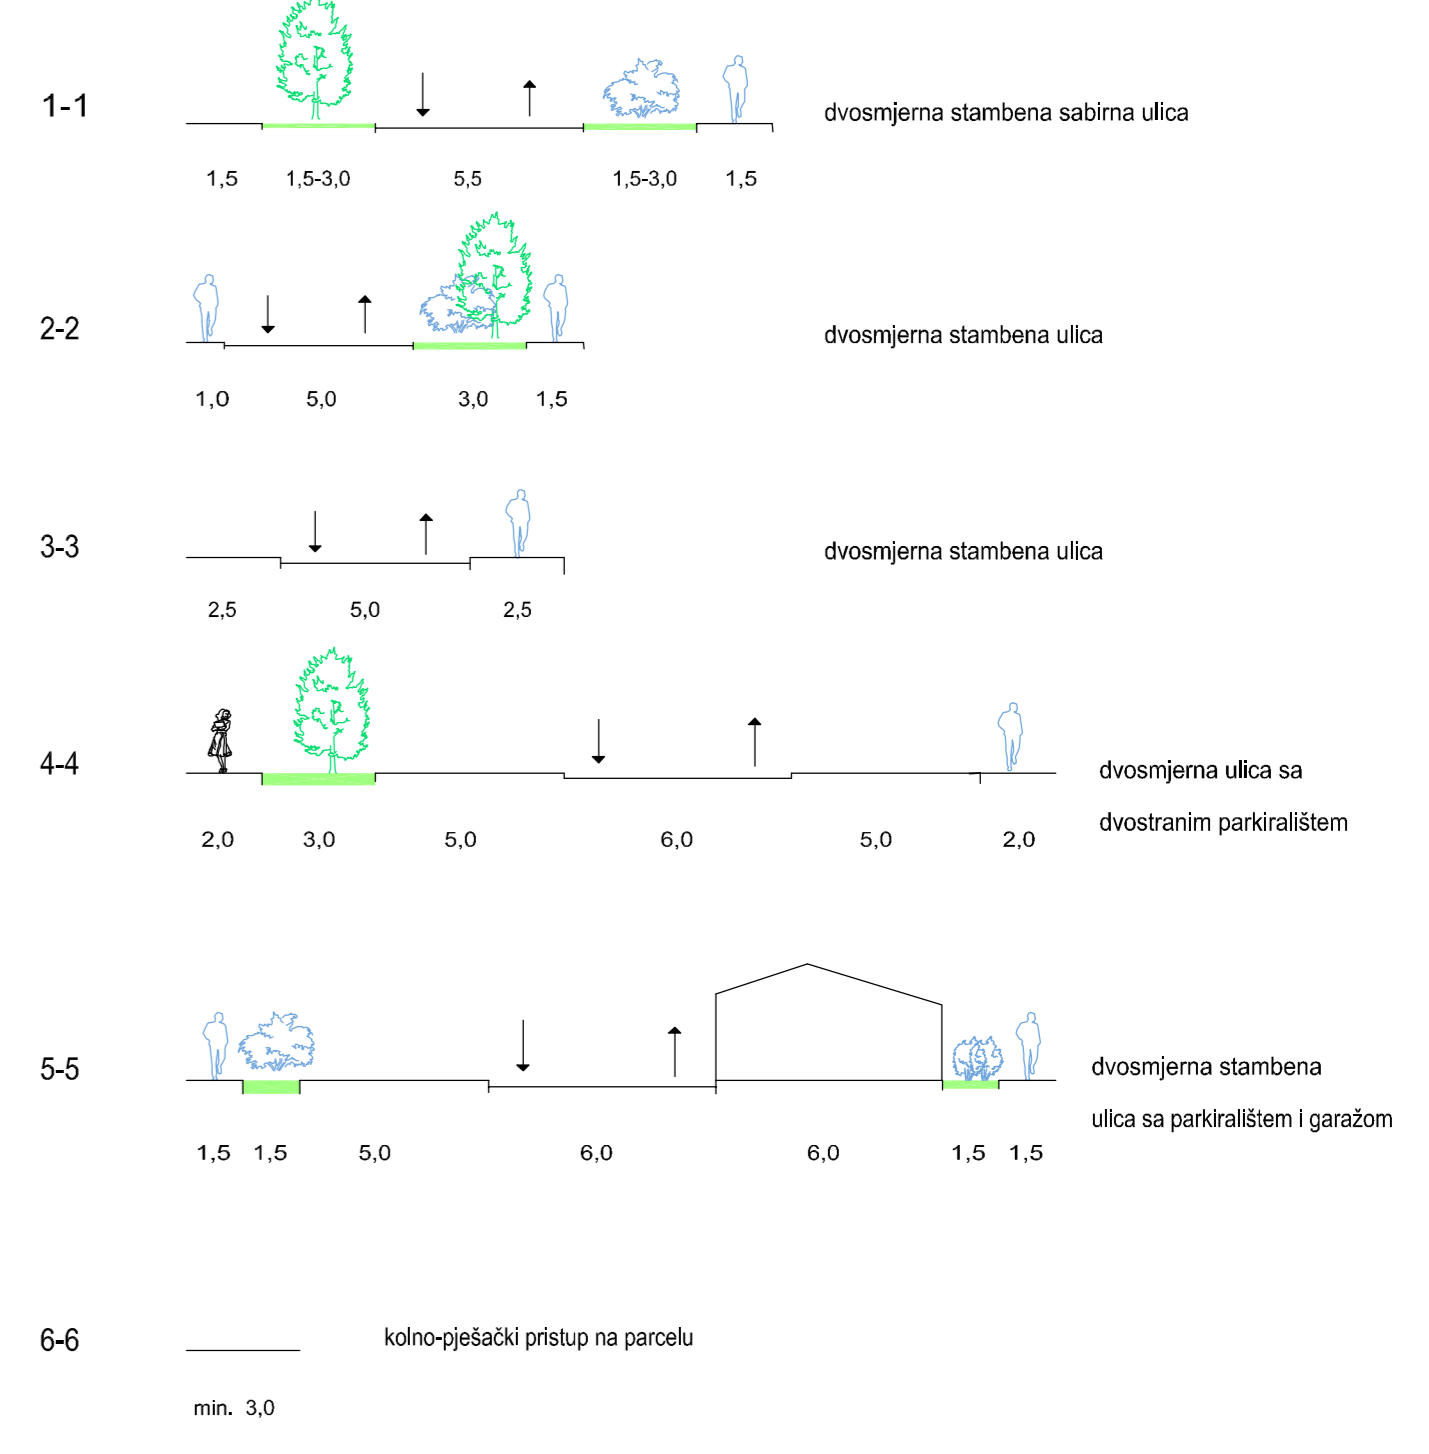 1-1
dvosmjerna stambena sabirna ulica
1,5 1,5-3,0 5,5 1,5-3,0 1,5
2-2
dvosmjerna stambena ulica
1,0 5,0 3,0 1,5
3-3
dvosmjerna stambena ulica
2,5 5,0 2,5
4-4
dvosmjerna ulica sa
dvostranim parkiralištem
2,0 3,0 5,0 6,0 5,0 2,0
5-5
dvosmjerna stambena
ulica sa parkiralištem i garažom
1,5 1,5 5,0 6,0 6,0 1,5 1,5
6-6
kolno-pješački pristup na parcelu
min. 3,0